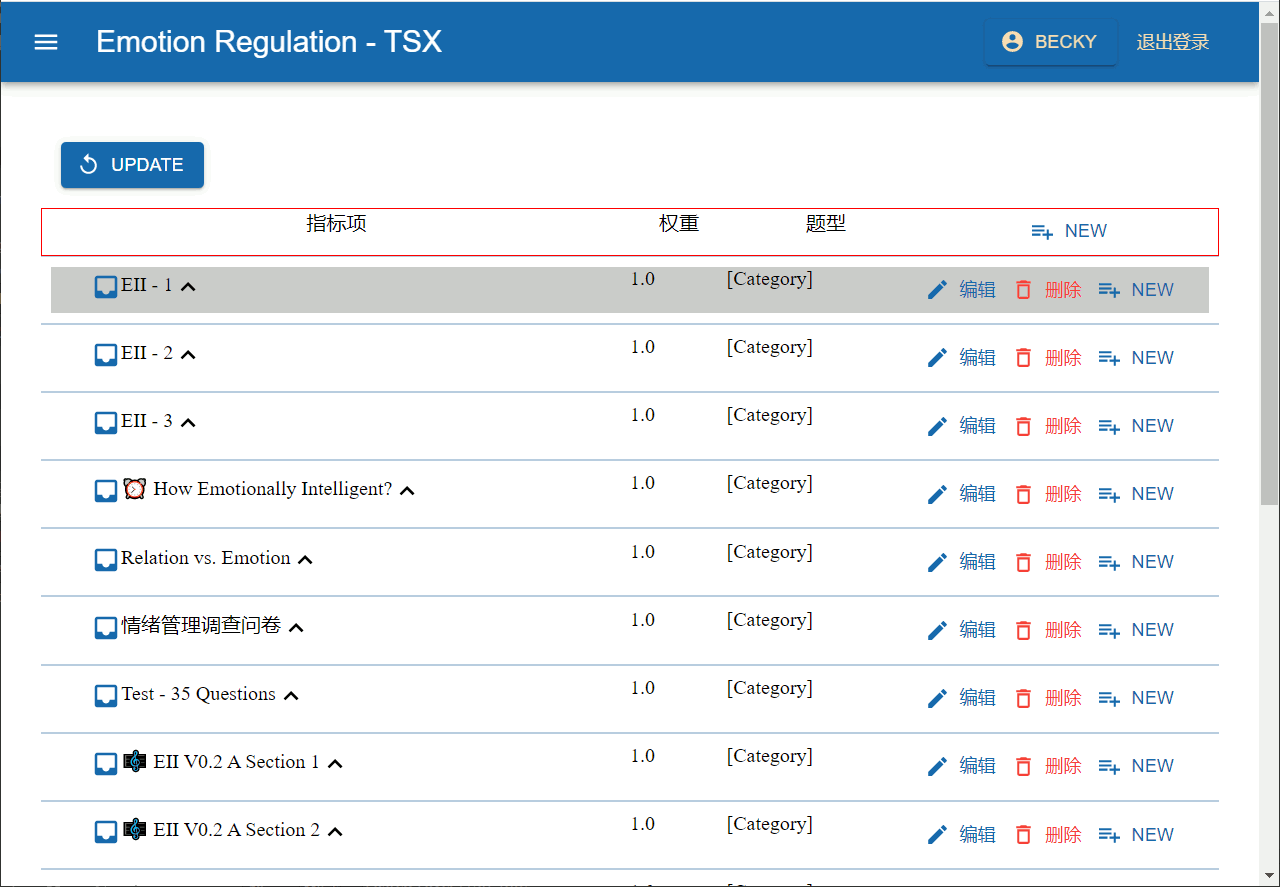 Emotion Regulation - TSX BECKY 退出登录
UPDATE
指标项 权重 题型 NEW
EII - 1 1.0 [Category] 编辑 删除 NEW
EII - 2 1.0 [Category] 编辑 删除 NEW
EII - 3 1.0 [Category] 编辑 删除 NEW
⏰ How Emotionally Intelligent? 1.0 [Category] 编辑 删除 NEW
Relation vs. Emotion 1.0 [Category] 编辑 删除 NEW
情绪管理调查问卷 1.0 [Category] 编辑 删除 NEW
Test - 35 Questions 1.0 [Category] 编辑 删除 NEW
🎼 EII V0.2 A Section 1 1.0 [Category] 编辑 删除 NEW
🎼 EII V0.2 A Section 2 1.0 [Category] 编辑 删除 NEW